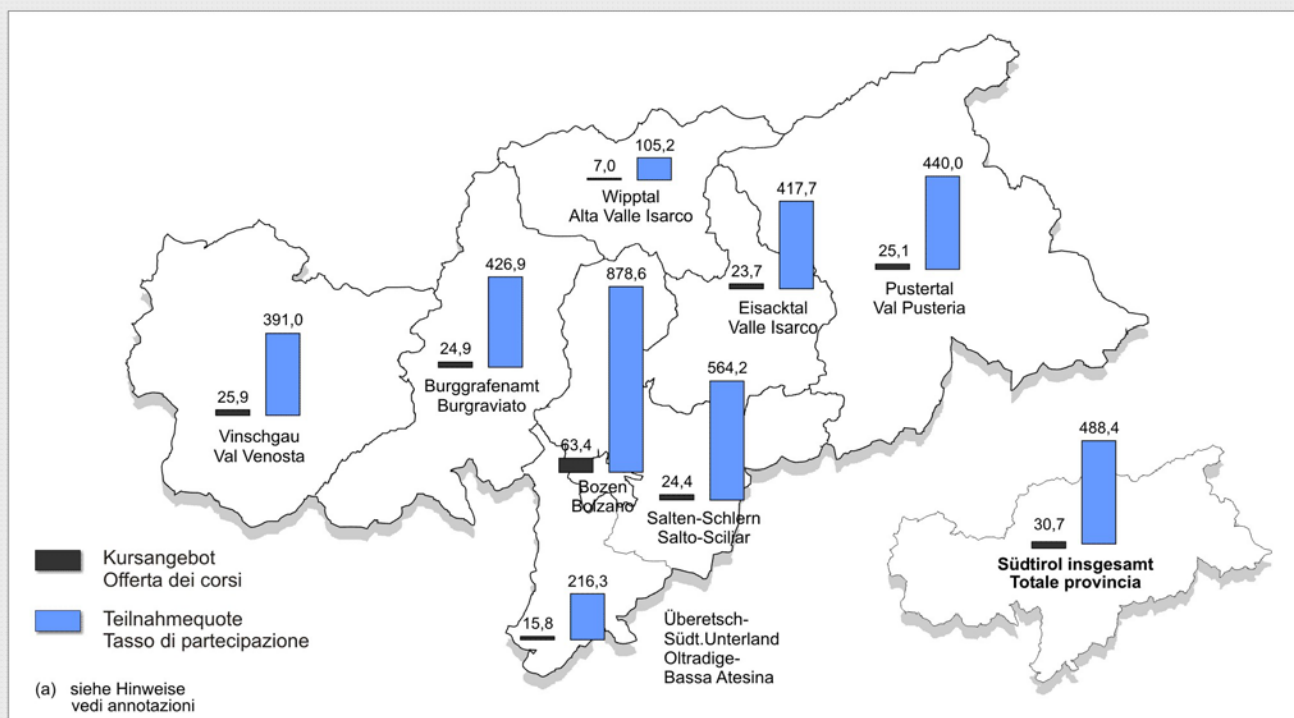 105,2
7,0
Wipptal
Alta Valle Isarco
440,0
25,1
Pustertal
Val Pusteria
417,7
23,7
Eisacktal
Valle Isarco
426,9
24,9
Burggrafenamt
Burgraviato
878,6
63,4
Bozen
Bolzano
391,0
25,9
Vinschgau
Val Venosta
564,2
24,4
Salten-Schlern
Salto-Sciliar
488,4
30,7
Südtirol insgesamt
Totale provincia
216,3
15,8
Überetsch-
Südt.Unterland
Oltradige-
Bassa Atesina
Kursangebot
Offerta dei corsi
Teilnahmequote
Tasso di partecipazione
(a) siehe Hinweise
vedi annotazioni